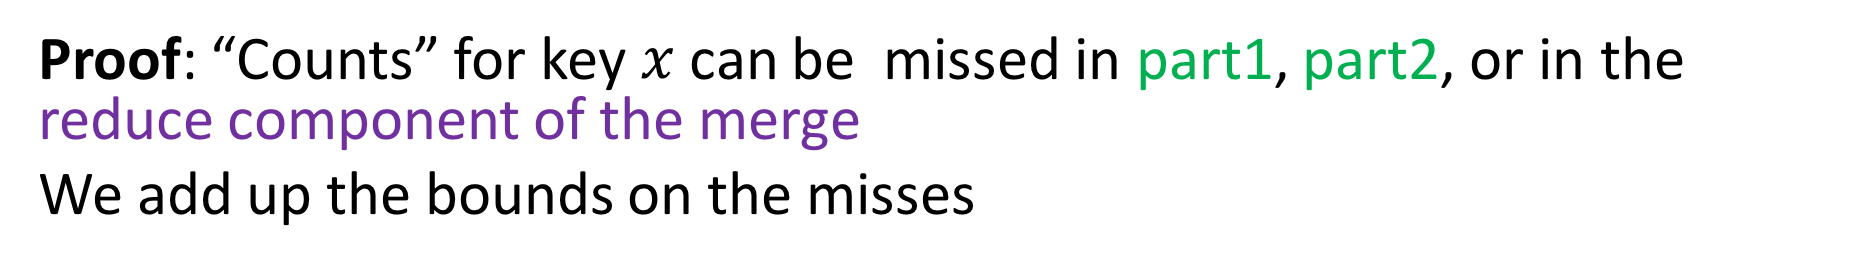 Proof: “Counts” for key 𝑥 can be  missed in part1, part2, or in the
reduce component of the merge
We add up the bounds on the misses